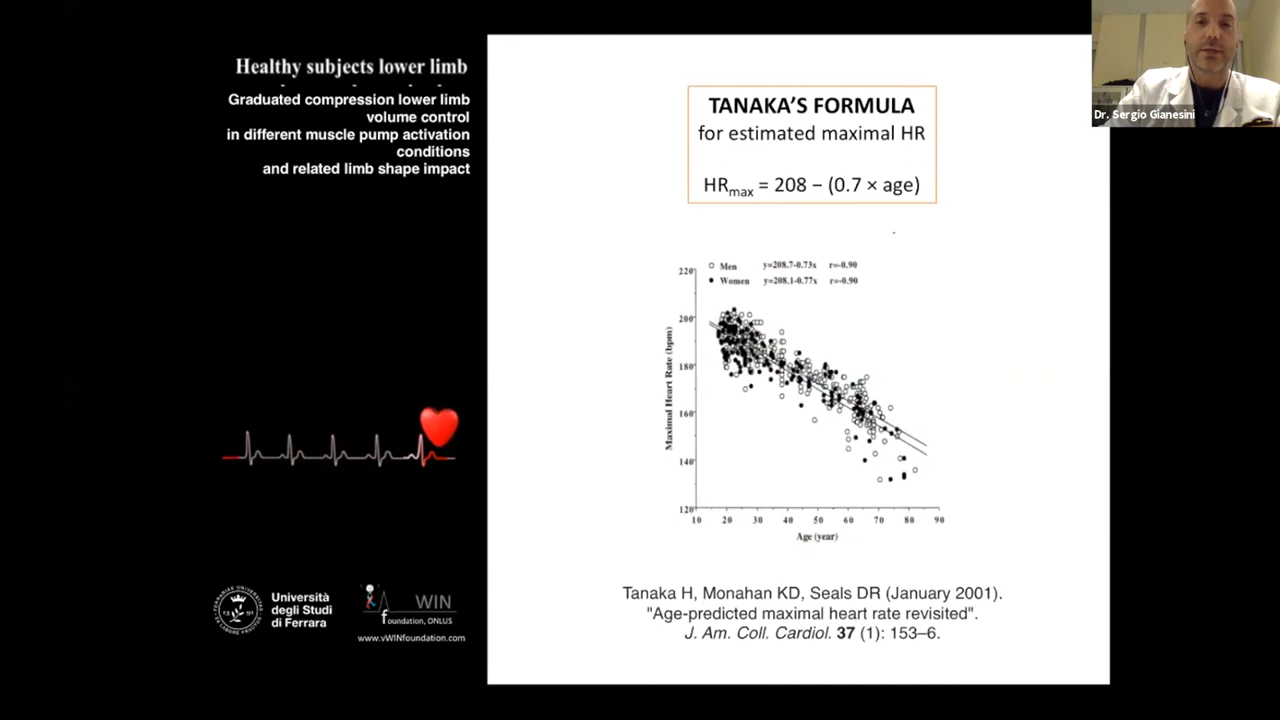 Healthy subjects lower limb
Graduated compression lower limb
volume control
in different muscle pump activation
conditions
and related limb shape impact
TANAKA'S FORMULA
for estimated maximal HR
HRmax = 208 − (0.7 × age)
Men y=208.7-0.73x r=-0.90
Women y=208.1-0.77x r=-0.90
Maximal Heart Rate (bpm)
220
200
180
160
140
120
10 20 30 40 50 60 70 80 90
Age (year)
Tanaka H, Monahan KD, Seals DR (January 2001).
"Age-predicted maximal heart rate revisited".
J. Am. Coll. Cardiol. 37 (1): 153–6.
Università
degli Studi
di Ferrara
WIN
foundation, ONLUS
www.vWINfoundation.com
Dr. Sergio Gianesini